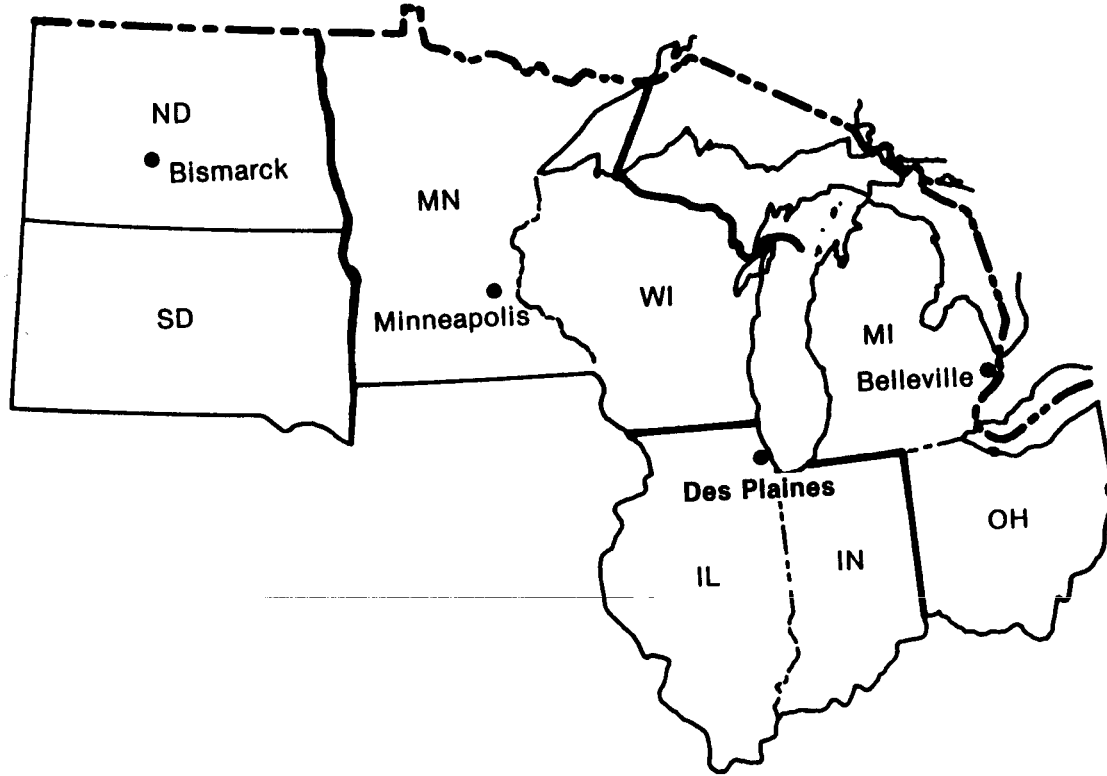 ND
Bismarck
MN
SD
Minneapolis
WI
MI
Belleville
Des Plaines
OH
IL
IN